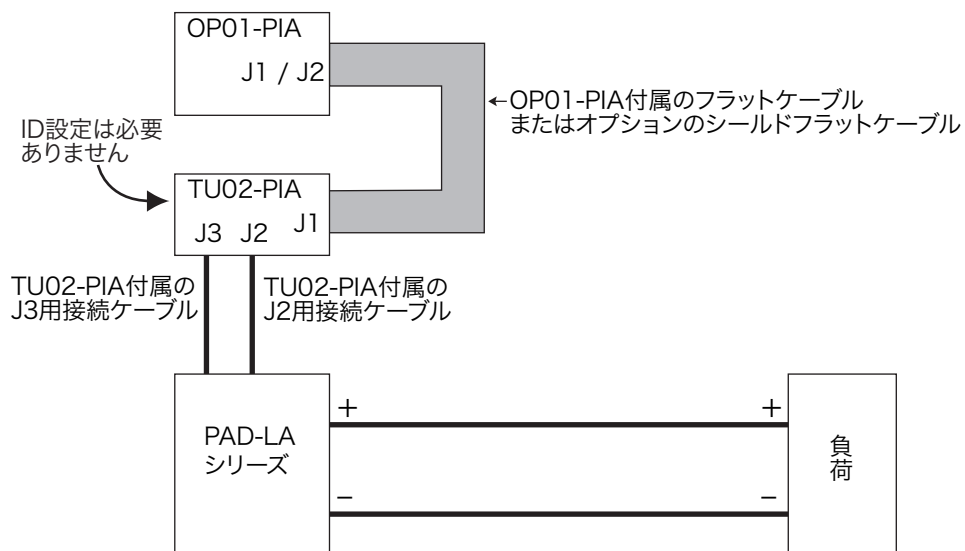 OP01-PIA
J1 / J2
←OP01-PIA付属のフラットケーブル
またはオプションのシールドフラットケーブル
ID設定は必要
ありません
TU02-PIA
J3 J2 J1
TU02-PIA付属の
J3用接続ケーブル
TU02-PIA付属の
J2用接続ケーブル
PAD-LA
シリーズ
+ +
− −
負荷